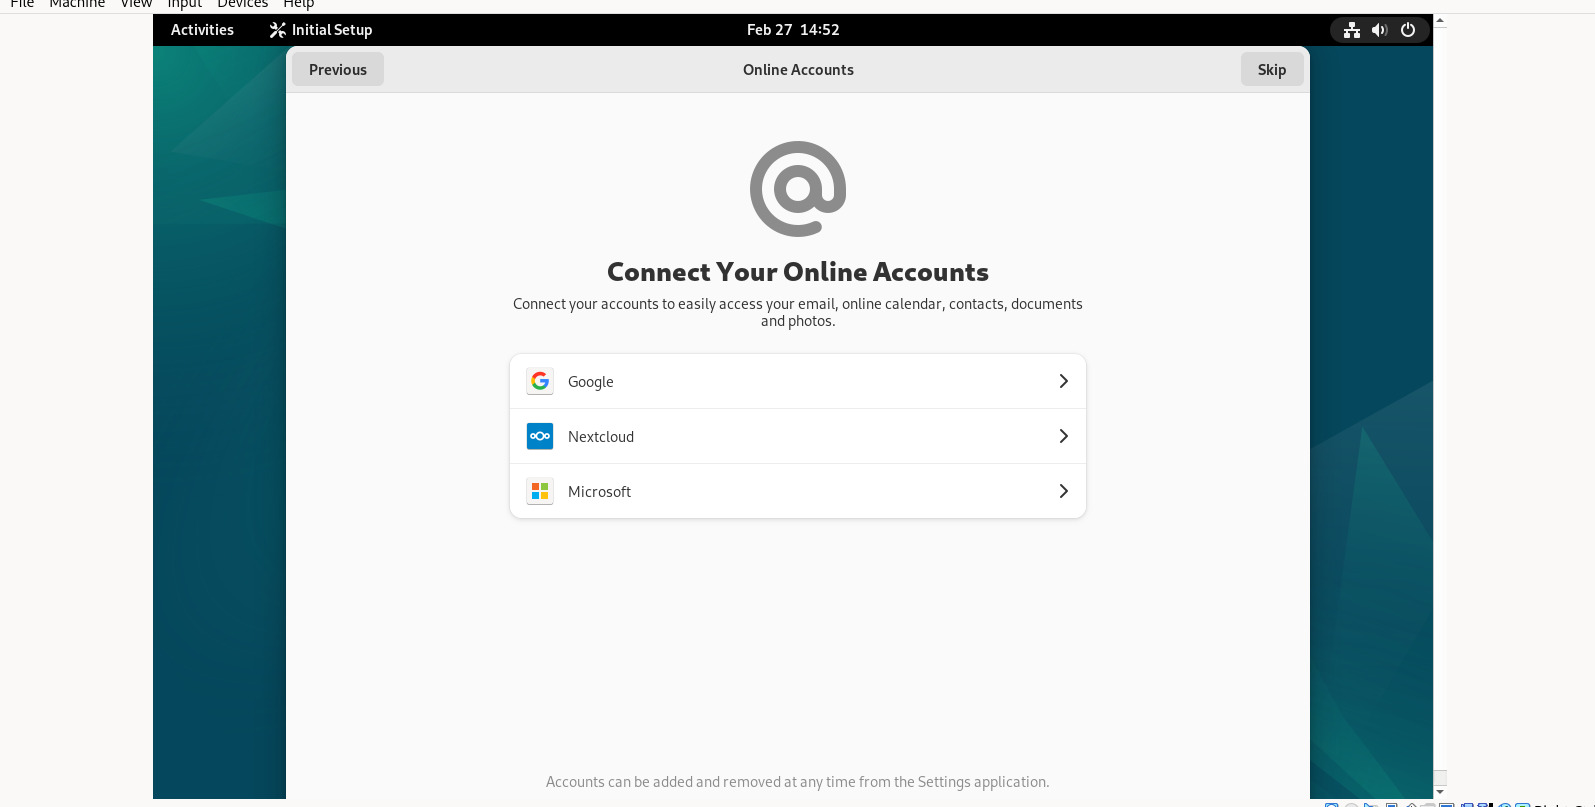 File Machine View Input Devices Help
Activities Initial Setup Feb 27 14:52
Previous Online Accounts Skip
Connect Your Online Accounts
Connect your accounts to easily access your email, online calendar, contacts, documents
and photos.
Google
Nextcloud
Microsoft
Accounts can be added and removed at any time from the Settings application.